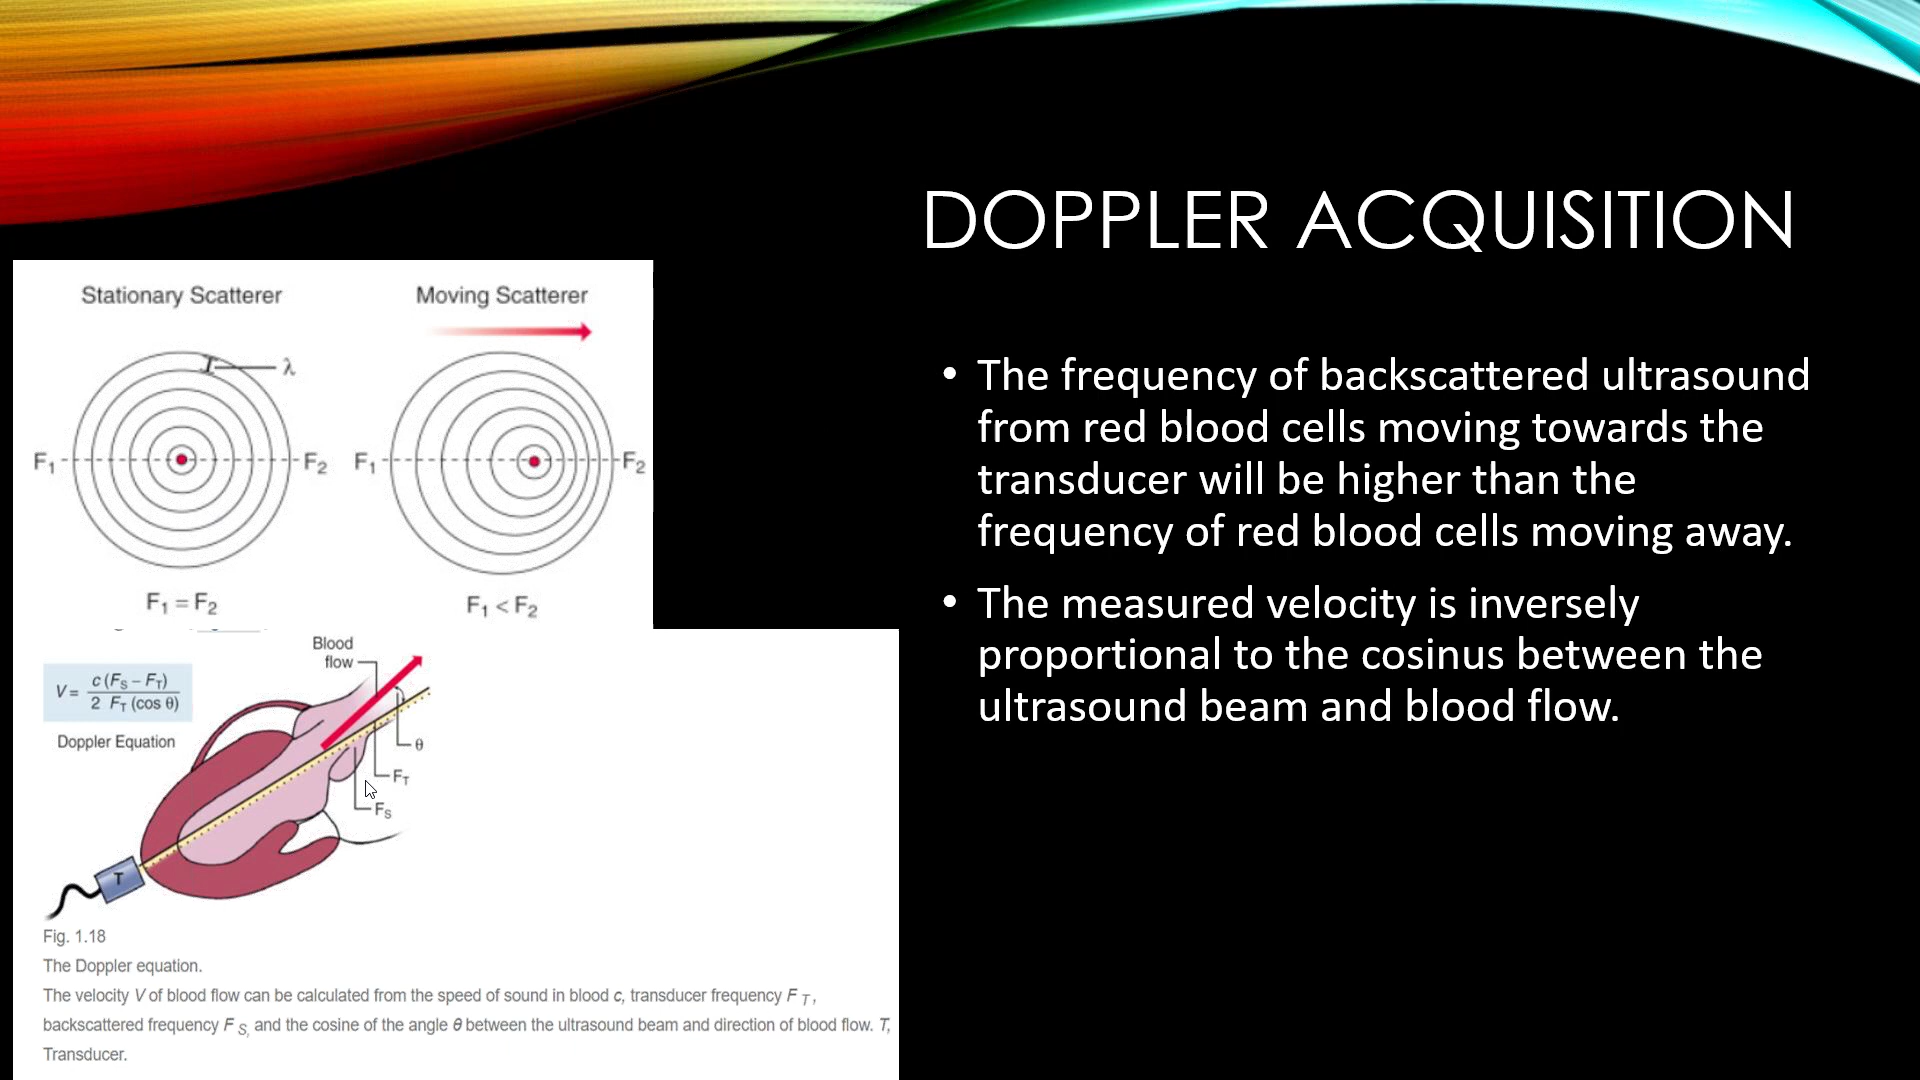 DOPPLER ACQUISITION
Stationary Scatterer
λ
F₁
F₂
F₁ = F₂
Moving Scatterer
F₁
F₂
F₁ < F₂
Blood
flow
V = c (Fₛ − Fᴛ) / 2 Fᴛ (cos θ)
Doppler Equation
θ
Fᴛ
Fₛ
T
Fig. 1.18
The Doppler equation.
The velocity V of blood flow can be calculated from the speed of sound in blood c, transducer frequency F T ,
backscattered frequency F S, and the cosine of the angle θ between the ultrasound beam and direction of blood flow. T,
Transducer.
• The frequency of backscattered ultrasound
from red blood cells moving towards the
transducer will be higher than the
frequency of red blood cells moving away.
• The measured velocity is inversely
proportional to the cosinus between the
ultrasound beam and blood flow.